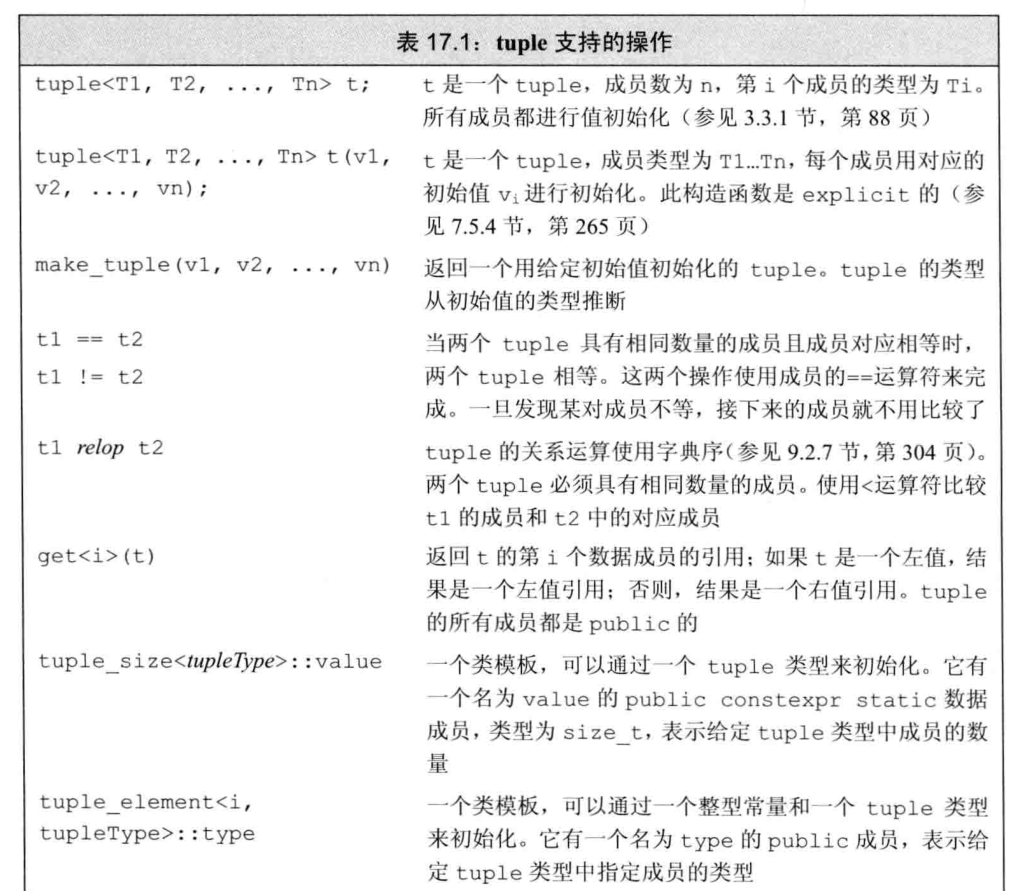 表 17.1：tuple 支持的操作
tuple<T1, T2, ..., Tn> t;
t 是一个 tuple，成员数为 n，第 i 个成员的类型为 Ti。
所有成员都进行值初始化（参见 3.3.1 节，第 88 页）
tuple<T1, T2, ..., Tn> t(v1,
v2, ..., vn);
t 是一个 tuple，成员类型为 T1…Tn，每个成员用对应的
初始值 vi 进行初始化。此构造函数是 explicit 的（参
见 7.5.4 节，第 265 页）
make_tuple(v1, v2, ..., vn)
返回一个用给定初始值初始化的 tuple。tuple 的类型
从初始值的类型推断
t1 == t2
t1 != t2
当两个 tuple 具有相同数量的成员且成员对应相等时，
两个 tuple 相等。这两个操作使用成员的==运算符来完
成。一旦发现某对成员不等，接下来的成员就不用比较了
t1 relop t2
tuple 的关系运算使用字典序（参见 9.2.7 节，第 304 页）。
两个 tuple 必须具有相同数量的成员。使用<运算符比较
t1 的成员和 t2 中的对应成员
get<i>(t)
返回 t 的第 i 个数据成员的引用；如果 t 是一个左值，结
果是一个左值引用；否则，结果是一个右值引用。tuple
的所有成员都是 public 的
tuple_size<tupleType>::value
一个类模板，可以通过一个 tuple 类型来初始化。它有
一个名为 value 的 public constexpr static 数据
成员，类型为 size_t，表示给定 tuple 类型中成员的数
量
tuple_element<i,
tupleType>::type
一个类模板，可以通过一个整型常量和一个 tuple 类型
来初始化。它有一个名为 type 的 public 成员，表示给
定 tuple 类型中指定成员的类型